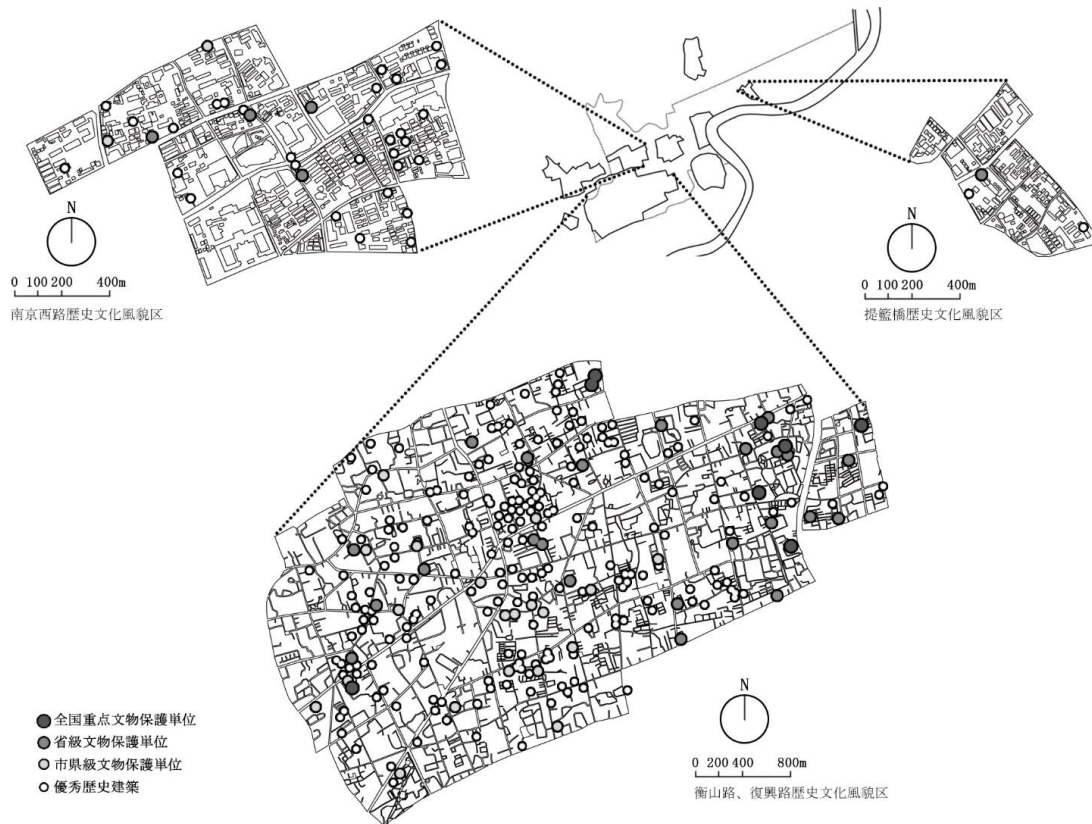 N
0 100 200 400m
南京西路歴史文化風貌区
N
0 100 200 400m
提籃橋歴史文化風貌区
全国重点文物保護単位
省級文物保護単位
市県級文物保護単位
優秀歴史建築
N
0 200 400 800m
衡山路、復興路歴史文化風貌区